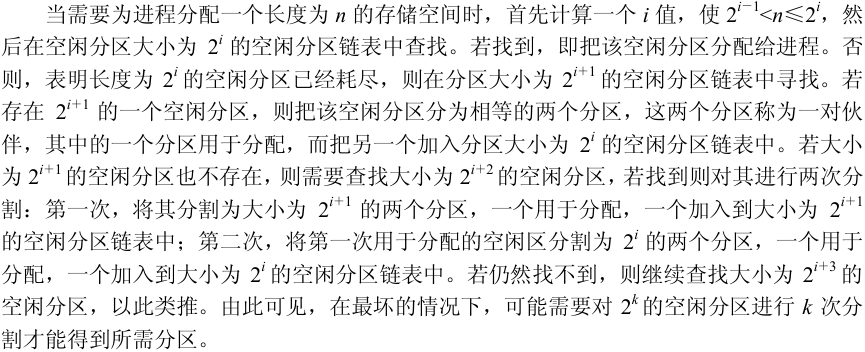 当需要为进程分配一个长度为 n 的存储空间时，首先计算一个 i 值，使 2^{i−1}<n≤2^{i}，然
后在空闲分区大小为 2^{i} 的空闲分区链表中查找。若找到，即把该空闲分区分配给进程。否
则，表明长度为 2^{i} 的空闲分区已经耗尽，则在分区大小为 2^{i+1} 的空闲分区链表中寻找。若
存在 2^{i+1} 的一个空闲分区，则把该空闲分区分为相等的两个分区，这两个分区称为一对伙
伴，其中的一个分区用于分配，而把另一个加入分区大小为 2^{i} 的空闲分区链表中。若大小
为 2^{i+1} 的空闲分区也不存在，则需要查找大小为 2^{i+2} 的空闲分区，若找到则对其进行两次分
割：第一次，将其分割为大小为 2^{i+1} 的两个分区，一个用于分配，一个加入到大小为 2^{i+1}
的空闲分区链表中；第二次，将第一次用于分配的空闲区分割为 2^{i} 的两个分区，一个用于
分配，一个加入到大小为 2^{i} 的空闲分区链表中。若仍然找不到，则继续查找大小为 2^{i+3} 的
空闲分区，以此类推。由此可见，在最坏的情况下，可能需要对 2^{k} 的空闲分区进行 k 次分
割才能得到所需分区。